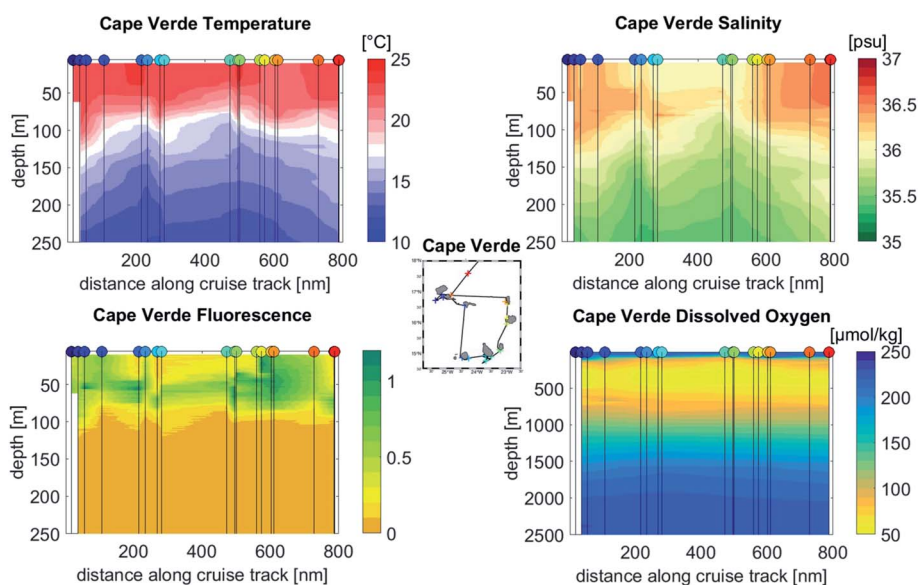 Cape Verde Temperature
[°C]
25
20
15
10
50
100
150
200
250
depth [m]
200 400 600 800
distance along cruise track [nm]
Cape Verde Salinity
[psu]
37
36.5
36
35.5
35
50
100
150
200
250
depth [m]
200 400 600 800
distance along cruise track [nm]
Cape Verde
Cape Verde Fluorescence
1
0.5
0
50
100
150
200
250
depth [m]
200 400 600 800
distance along cruise track [nm]
Cape Verde Dissolved Oxygen
[µmol/kg]
250
200
150
100
50
500
1000
1500
2000
2500
depth [m]
200 400 600 800
distance along cruise track [nm]